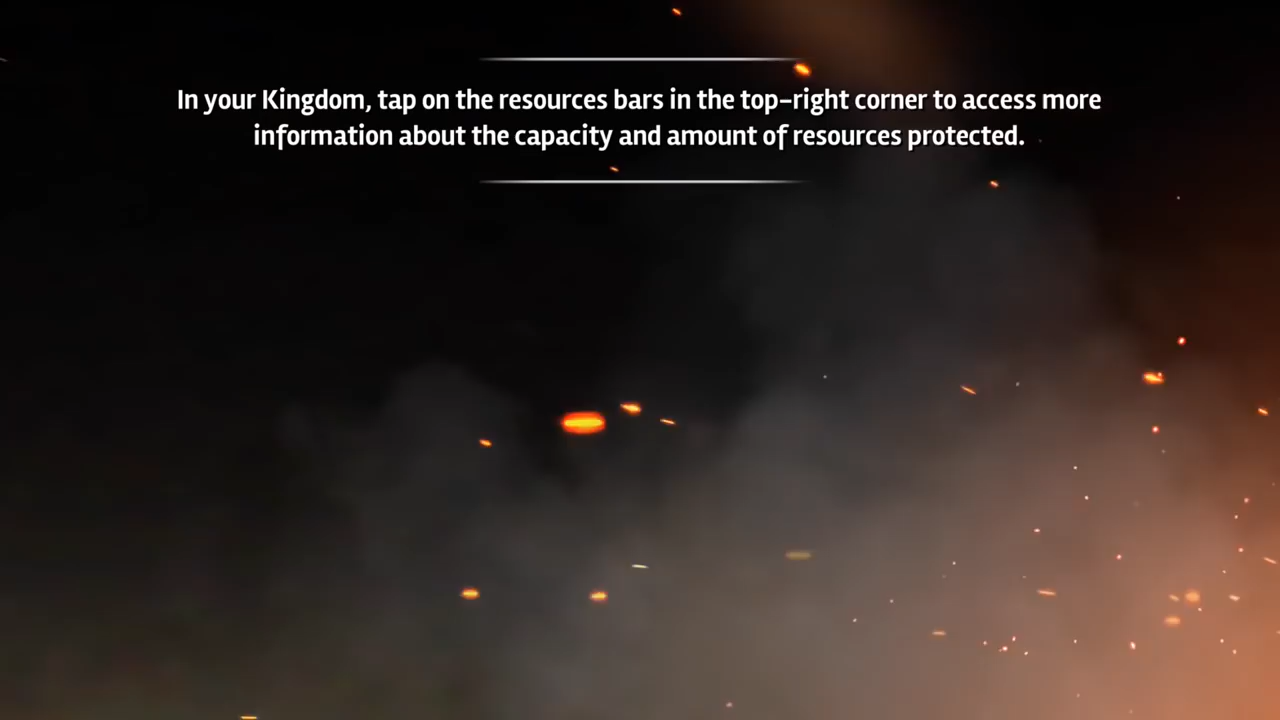 In your Kingdom, tap on the resources bars in the top-right corner to access more
information about the capacity and amount of resources protected.